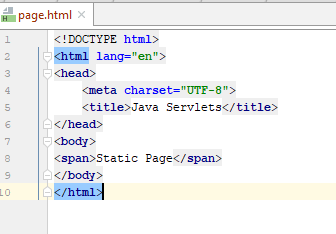 page.html
1 <!DOCTYPE html>
2 <html lang="en">
3 <head>
4 <meta charset="UTF-8">
5 <title>Java Servlets</title>
6 </head>
7 <body>
8 <span>Static Page</span>
9 </body>
10 </html>